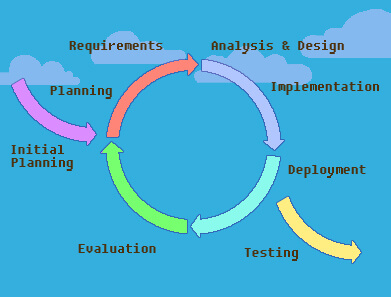 Requirements
Analysis & Design
Planning
Implementation
Initial
Planning
Deployment
Evaluation
Testing